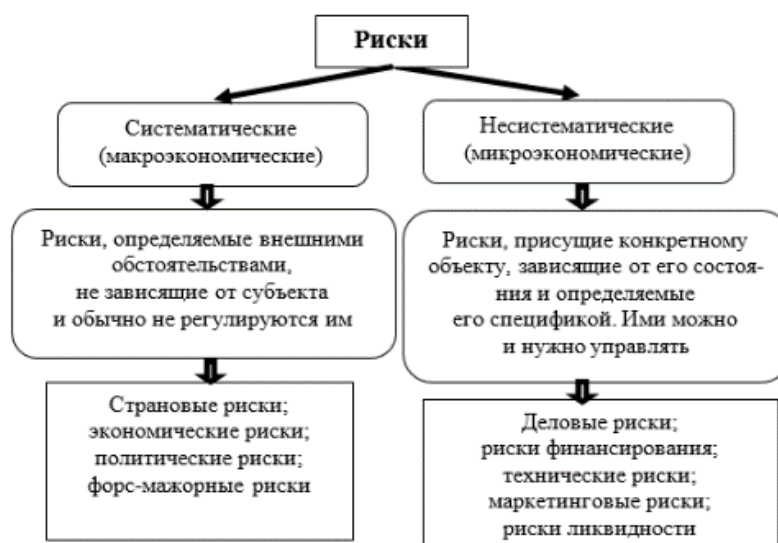 Риски
Систематические
(макроэкономические)
Несистематические
(микроэкономические)
Риски, определяемые внешними
обстоятельствами,
не зависящие от субъекта
и обычно не регулируются им
Риски, присущие конкретному
объекту, зависящие от его состоя-
ния и определяемые
его спецификой. Ими можно
и нужно управлять
Страновые риски;
экономические риски;
политические риски;
форс-мажорные риски
Деловые риски;
риски финансирования;
технические риски;
маркетинговые риски;
риски ликвидности